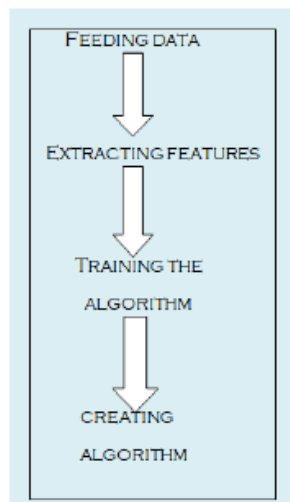 FEEDING DATA
EXTRACTING FEATURES
TRAINING THE
ALGORITHM
CREATING
ALGORITHM